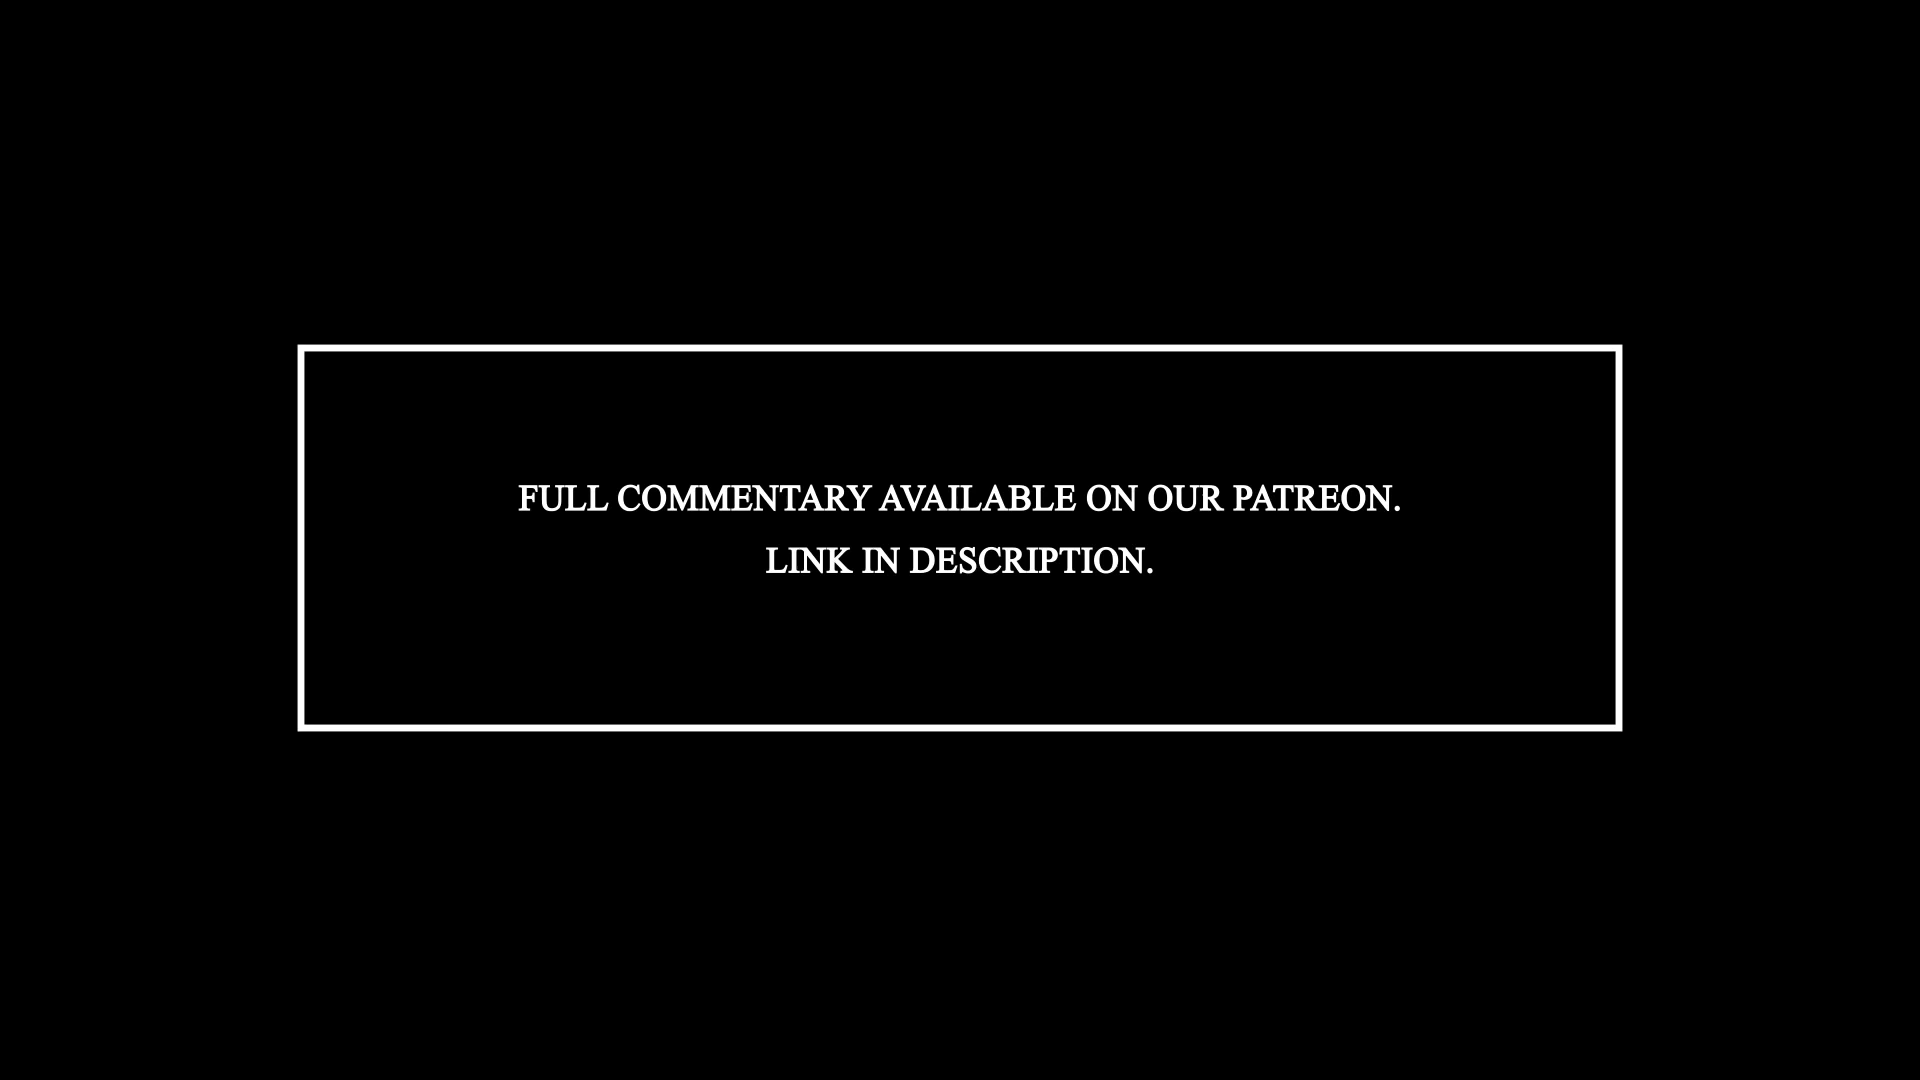 FULL COMMENTARY AVAILABLE ON OUR PATREON.
LINK IN DESCRIPTION.